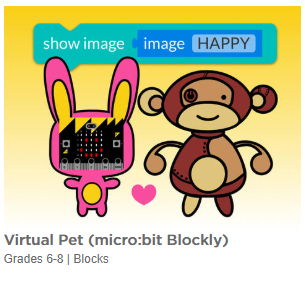 show image image HAPPY
Virtual Pet (micro:bit Blockly)
Grades 6-8 | Blocks